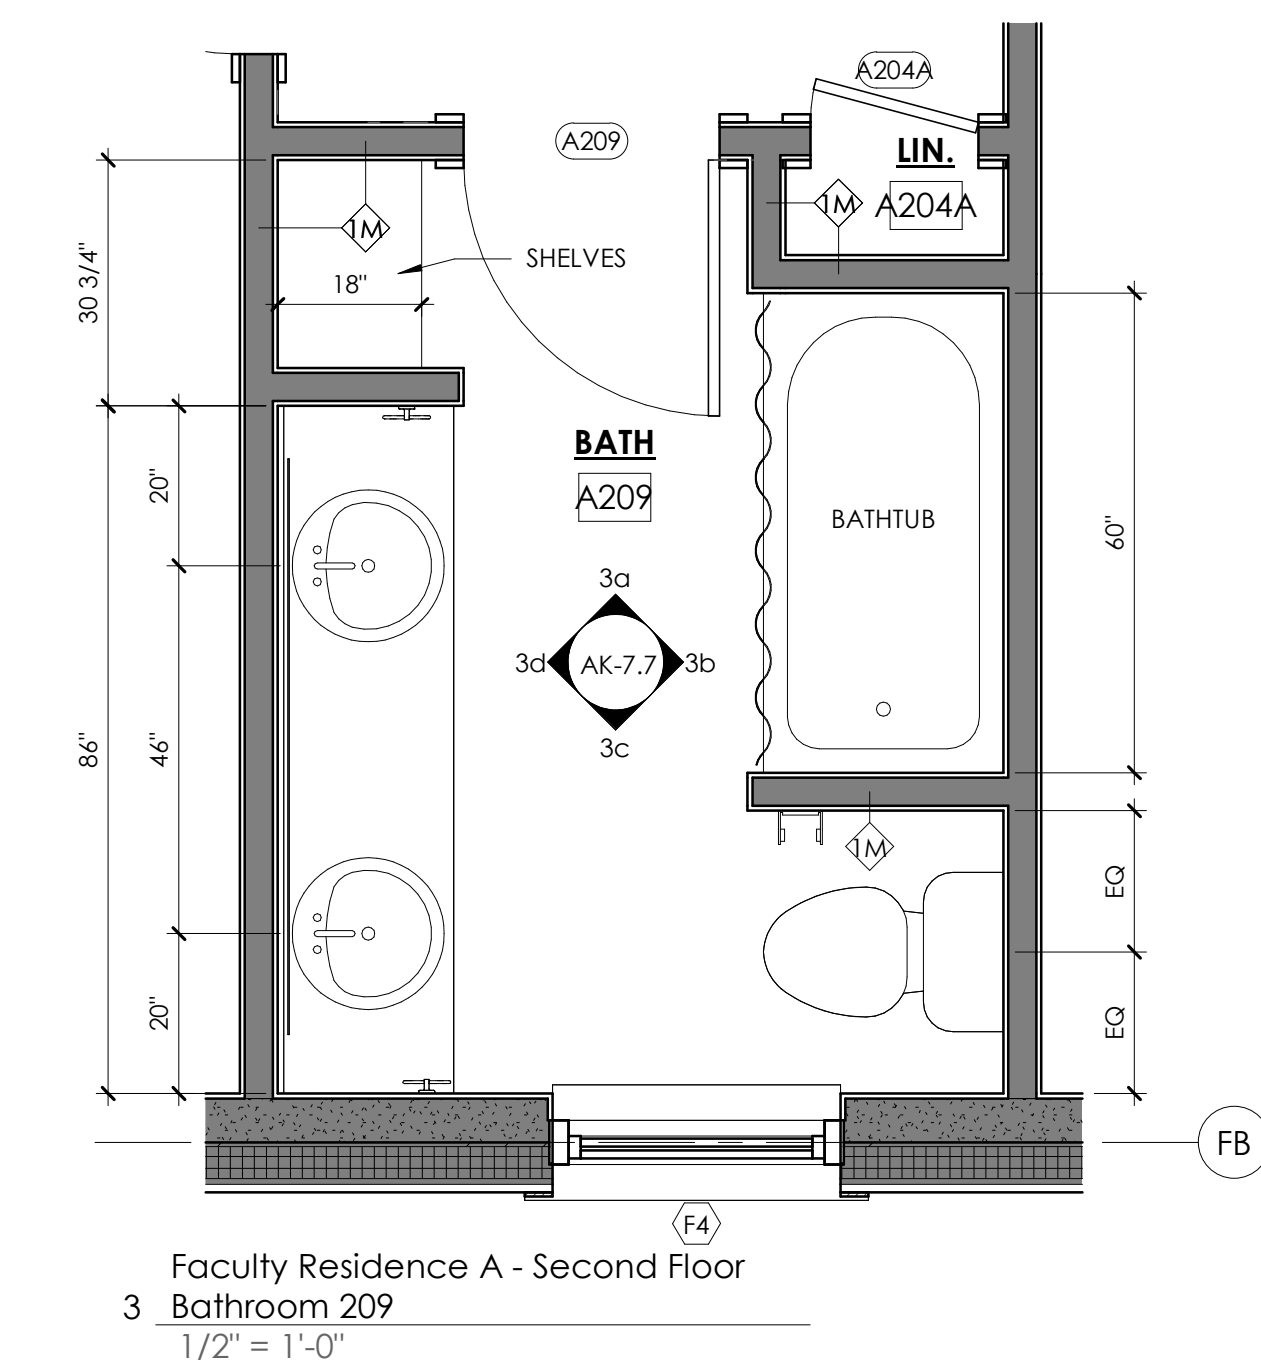 A204A
A209
LIN.
A204A
1M
1M
SHELVES
18"
30 3/4"
BATH
A209
20"
BATHTUB
60"
3a
3d
AK-7.7
3b
3c
86"
46"
1M
EQ
20"
EQ
FB
F4
Faculty Residence A - Second Floor
3 Bathroom 209
1/2" = 1'-0"